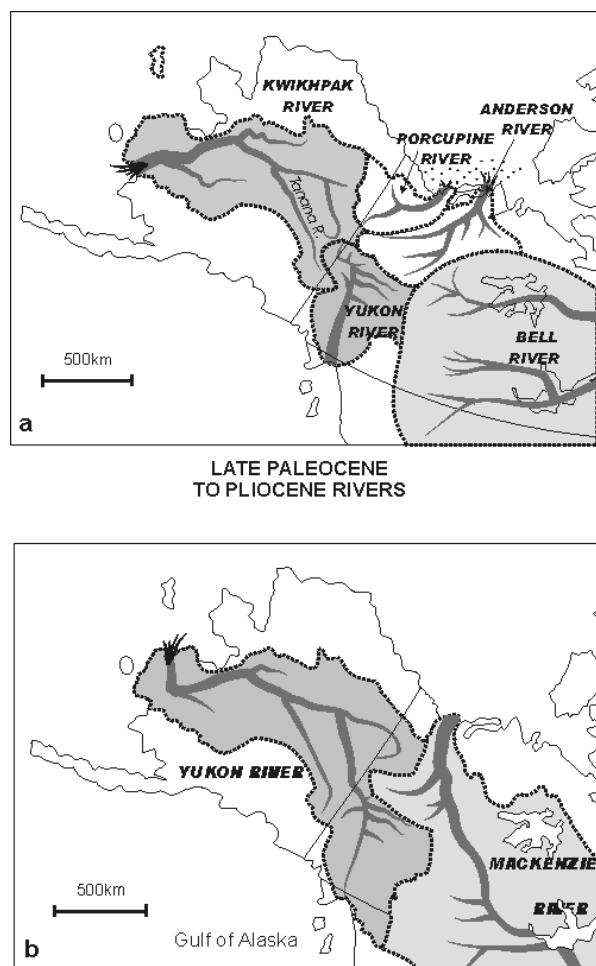 KWIKHPAK
RIVER
ANDERSON
RIVER
PORCUPINE
RIVER
Tanana R.
YUKON
RIVER
BELL
RIVER
500km
a
LATE PALEOCENE
TO PLIOCENE RIVERS
YUKON RIVER
MACKENZIE
RIVER
500km
Gulf of Alaska
b